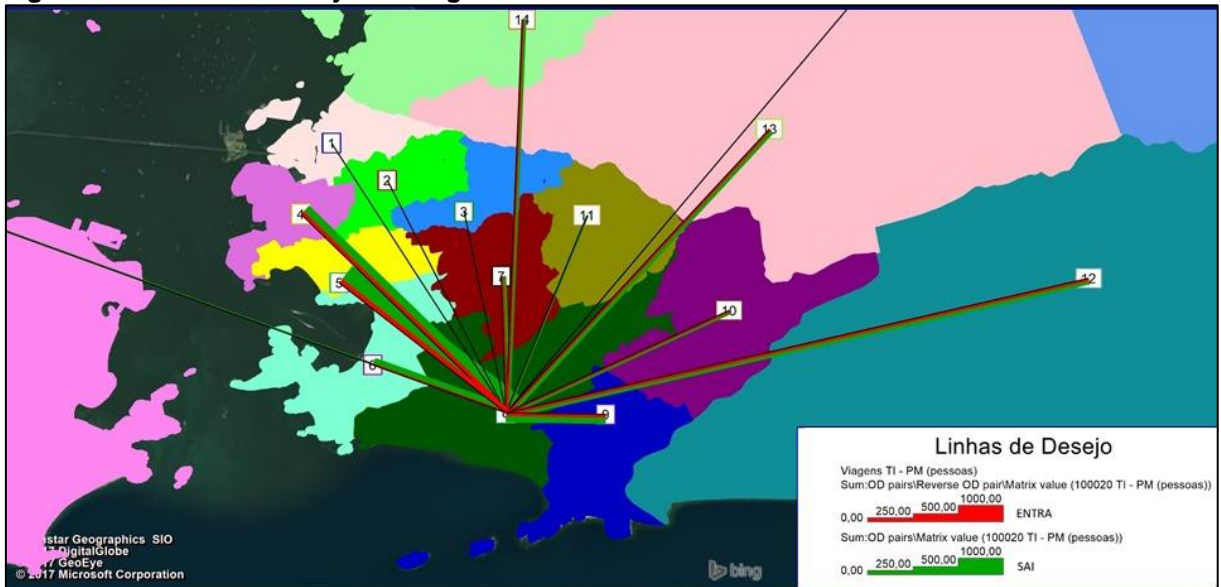 14
13
1
2
4
3
11
7
5
12
10
6
9
Linhas de Desejo
Viagens TI - PM (pessoas)
Sum:OD pairs\Reverse OD pair\Matrix value (100020 TI - PM (pessoas))
0,00 250,00 500,00 1000,00 ENTRA
Sum:OD pairs\Matrix value (100020 TI - PM (pessoas))
0,00 250,00 500,00 1000,00 SAI
Geographics SIO
DigitalGlobe
GeoEye
© 2017 Microsoft Corporation
bing